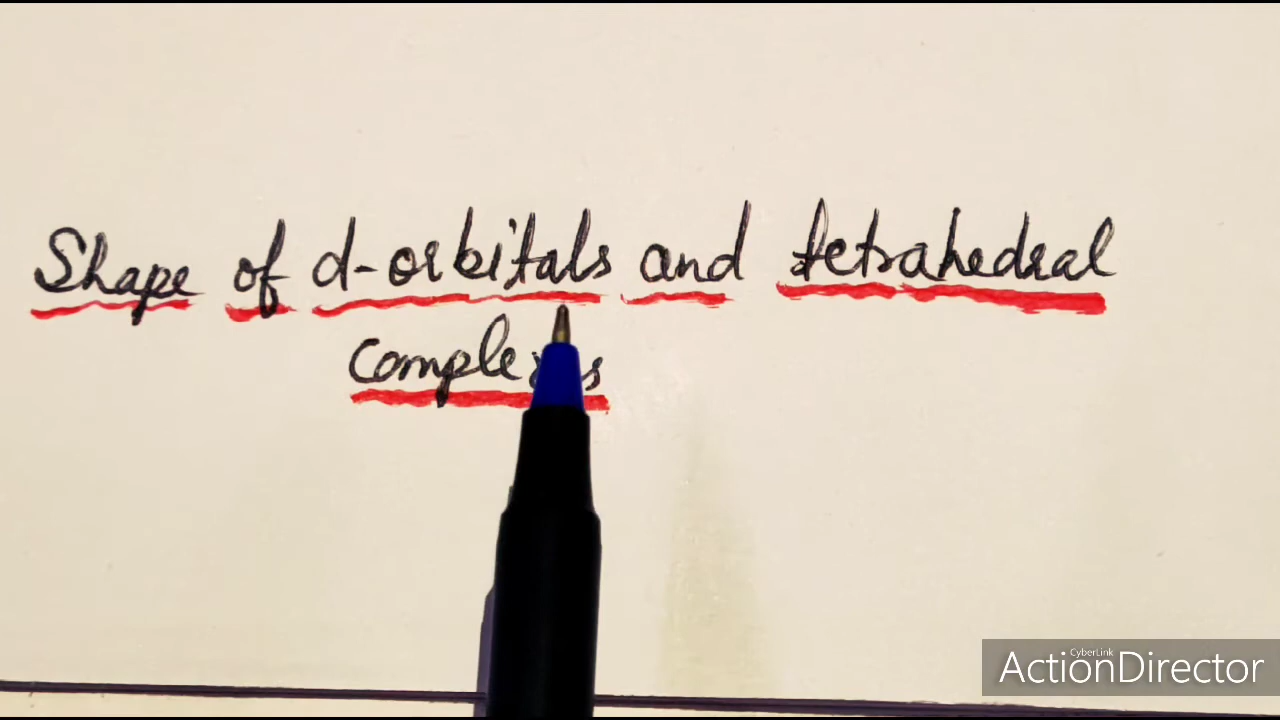 Shape of d-orbitals and tetrahedral
CyberLink
ActionDirector